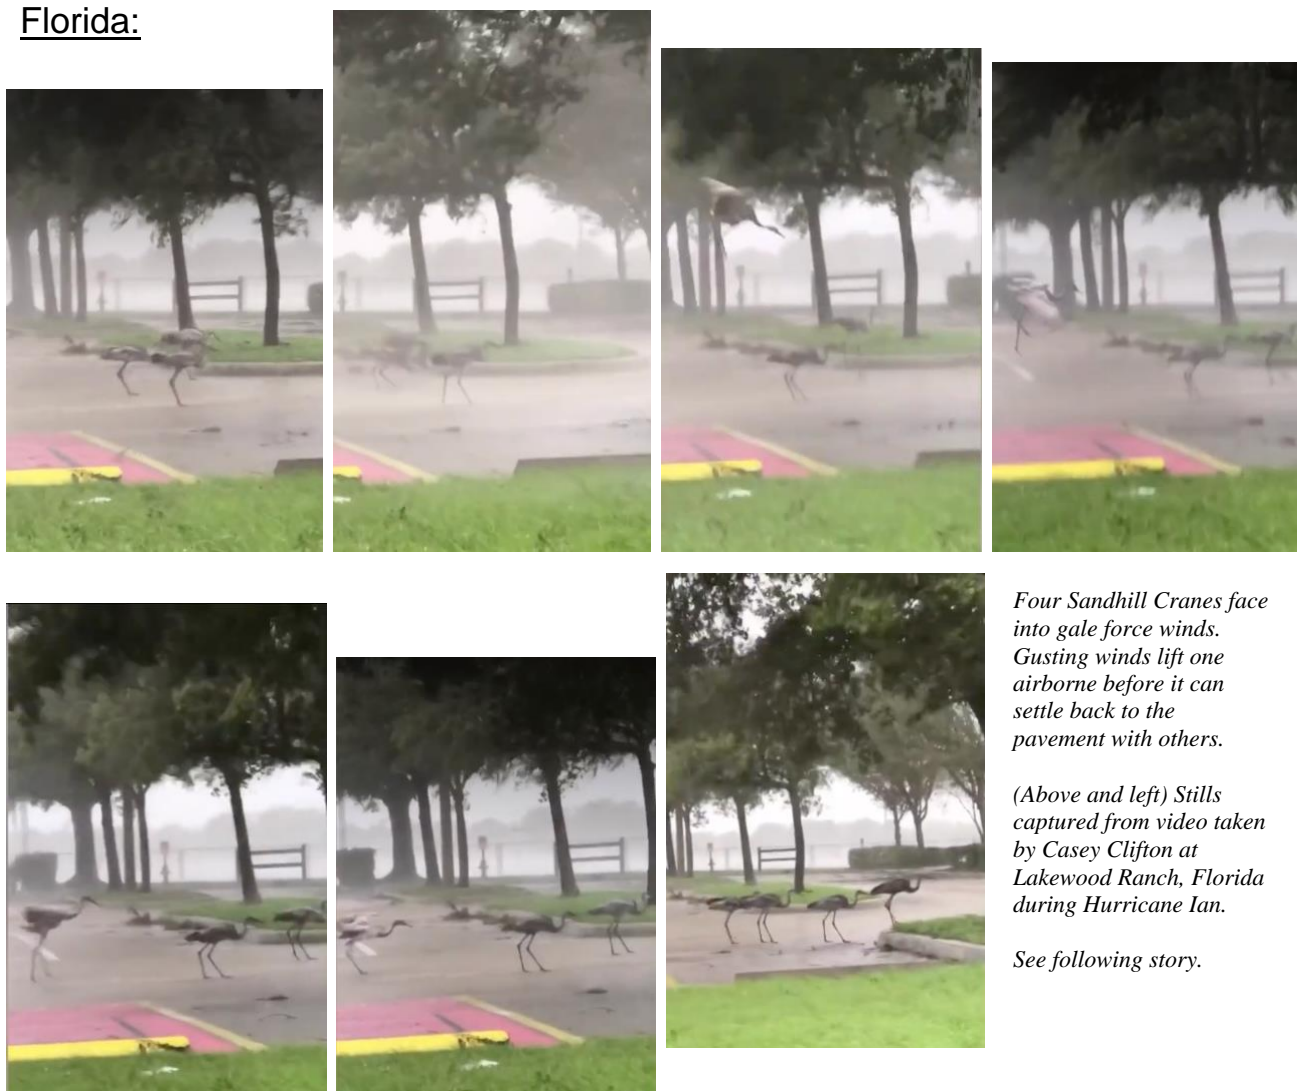 Florida:
Four Sandhill Cranes face
into gale force winds.
Gusting winds lift one
airborne before it can
settle back to the
pavement with others.
(Above and left) Stills
captured from video taken
by Casey Clifton at
Lakewood Ranch, Florida
during Hurricane Ian.
See following story.